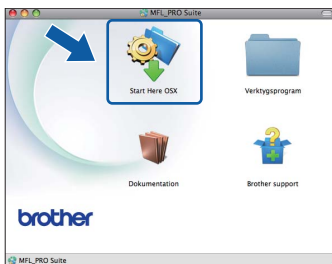 MFL_PRO Suite
Start Here OSX
Verktygsprogram
Dokumentation
Brother support
brother
MFL_PRO Suite